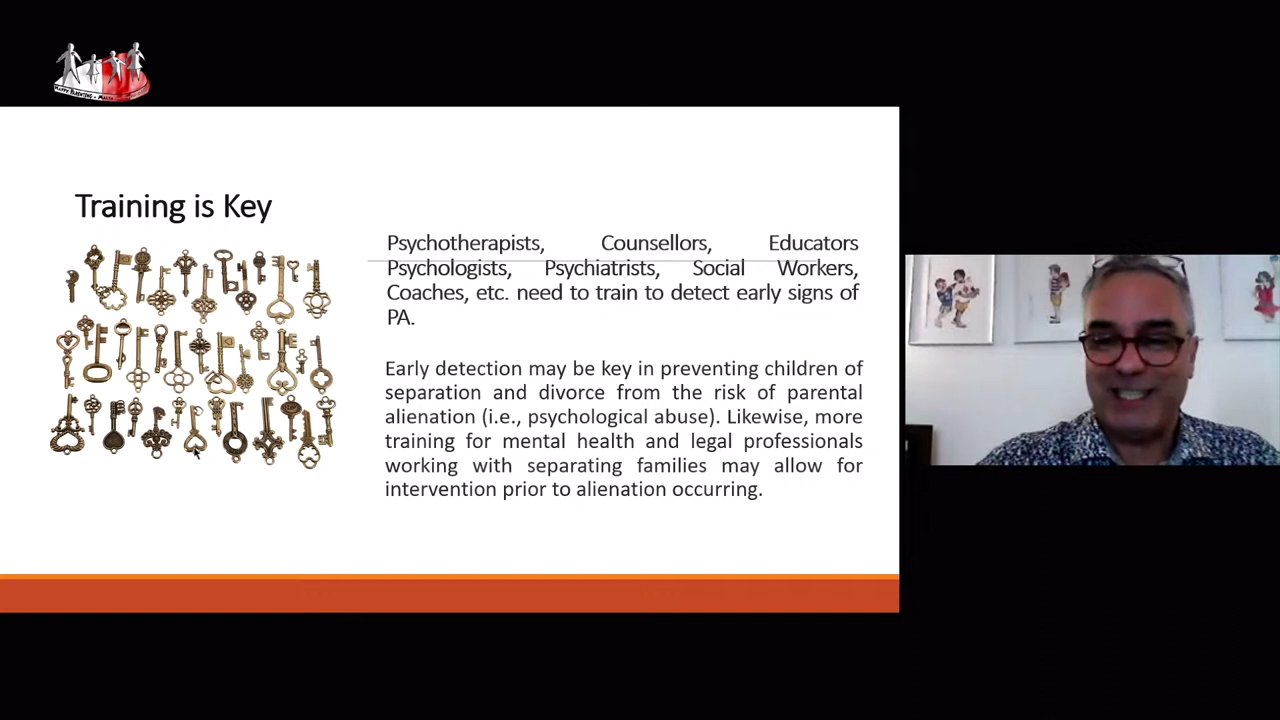 HAPPY PARENTING - MALTA
Training is Key
Psychotherapists, Counsellors, Educators
Psychologists, Psychiatrists, Social Workers,
Coaches, etc. need to train to detect early signs of
PA.
Early detection may be key in preventing children of
separation and divorce from the risk of parental
alienation (i.e., psychological abuse). Likewise, more
training for mental health and legal professionals
working with separating families may allow for
intervention prior to alienation occurring.